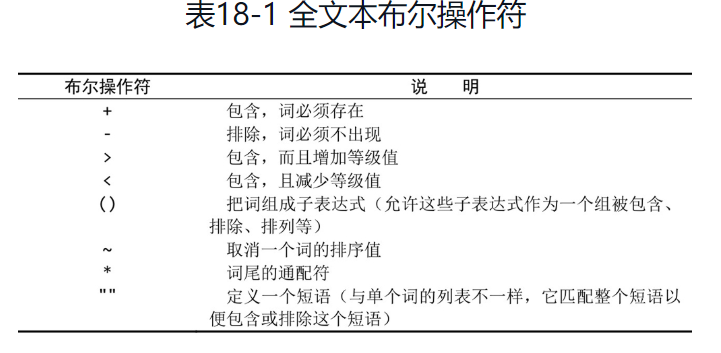 表18-1 全文本布尔操作符
布尔操作符 说 明
+ 包含，词必须存在
- 排除，词必须不出现
> 包含，而且增加等级值
< 包含，且减少等级值
() 把词组成子表达式（允许这些子表达式作为一个组被包含、
排除、排列等）
~ 取消一个词的排序值
* 词尾的通配符
"" 定义一个短语（与单个词的列表不一样，它匹配整个短语以
便包含或排除这个短语）